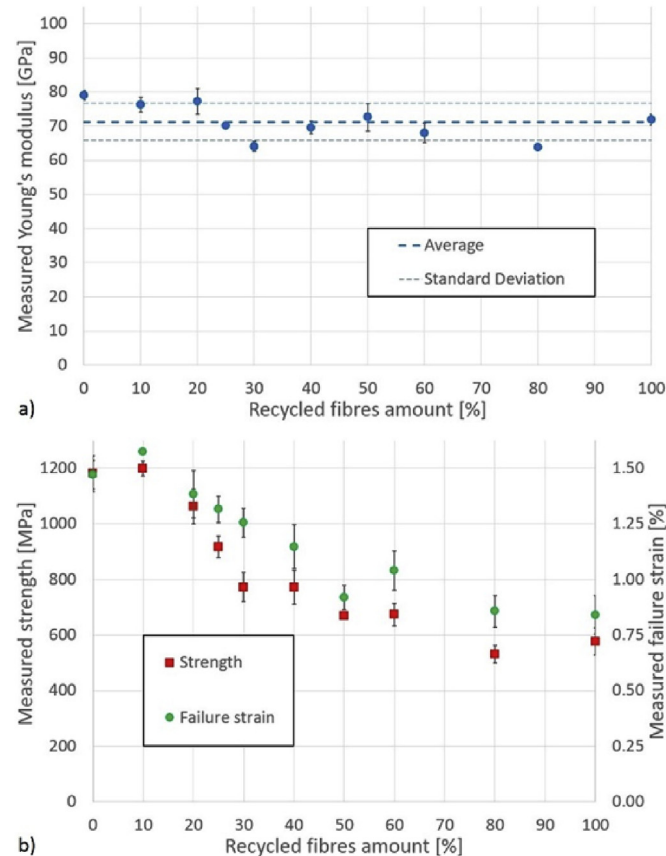 Measured Young's modulus [GPa]
100
90
80
70
60
50
40
30
20
10
0
Average
Standard Deviation
0 10 20 30 40 50 60 70 80 90 100
Recycled fibres amount [%]
a)
Measured strength [MPa]
1200
1000
800
600
400
200
0
Strength
Failure strain
1.50
1.25
1.00
0.75
0.50
0.25
0.00
Measured failure strain [%]
0 10 20 30 40 50 60 70 80 90 100
Recycled fibres amount [%]
b)